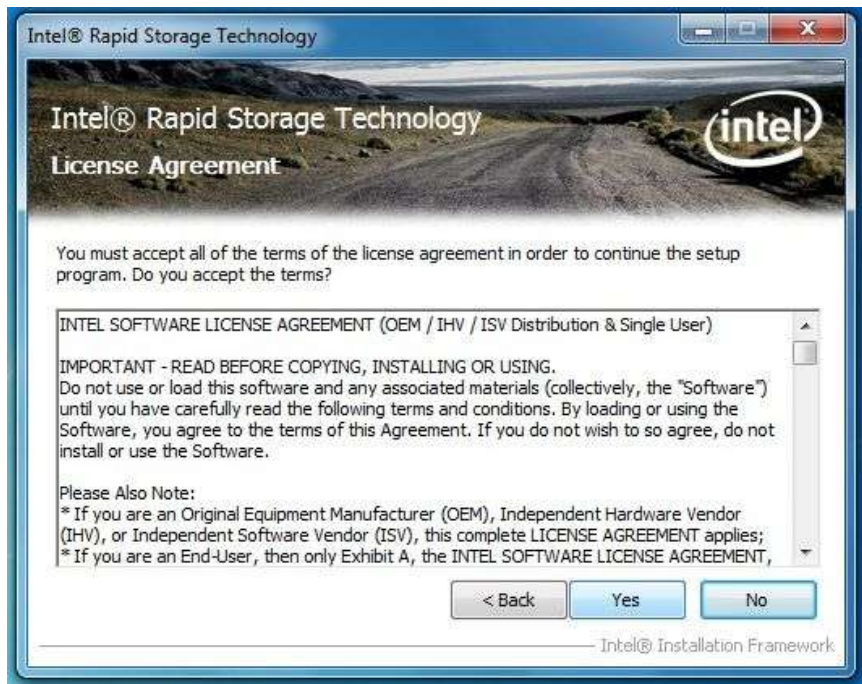 Intel® Rapid Storage Technology
Intel® Rapid Storage Technology
License Agreement
intel
You must accept all of the terms of the license agreement in order to continue the setup
program. Do you accept the terms?
INTEL SOFTWARE LICENSE AGREEMENT (OEM / IHV / ISV Distribution & Single User)
IMPORTANT - READ BEFORE COPYING, INSTALLING OR USING.
Do not use or load this software and any associated materials (collectively, the "Software")
until you have carefully read the following terms and conditions. By loading or using the
Software, you agree to the terms of this Agreement. If you do not wish to so agree, do not
install or use the Software.
Please Also Note:
* If you are an Original Equipment Manufacturer (OEM), Independent Hardware Vendor
(IHV), or Independent Software Vendor (ISV), this complete LICENSE AGREEMENT applies;
* If you are an End-User, then only Exhibit A, the INTEL SOFTWARE LICENSE AGREEMENT,
< Back Yes No
Intel® Installation Framework